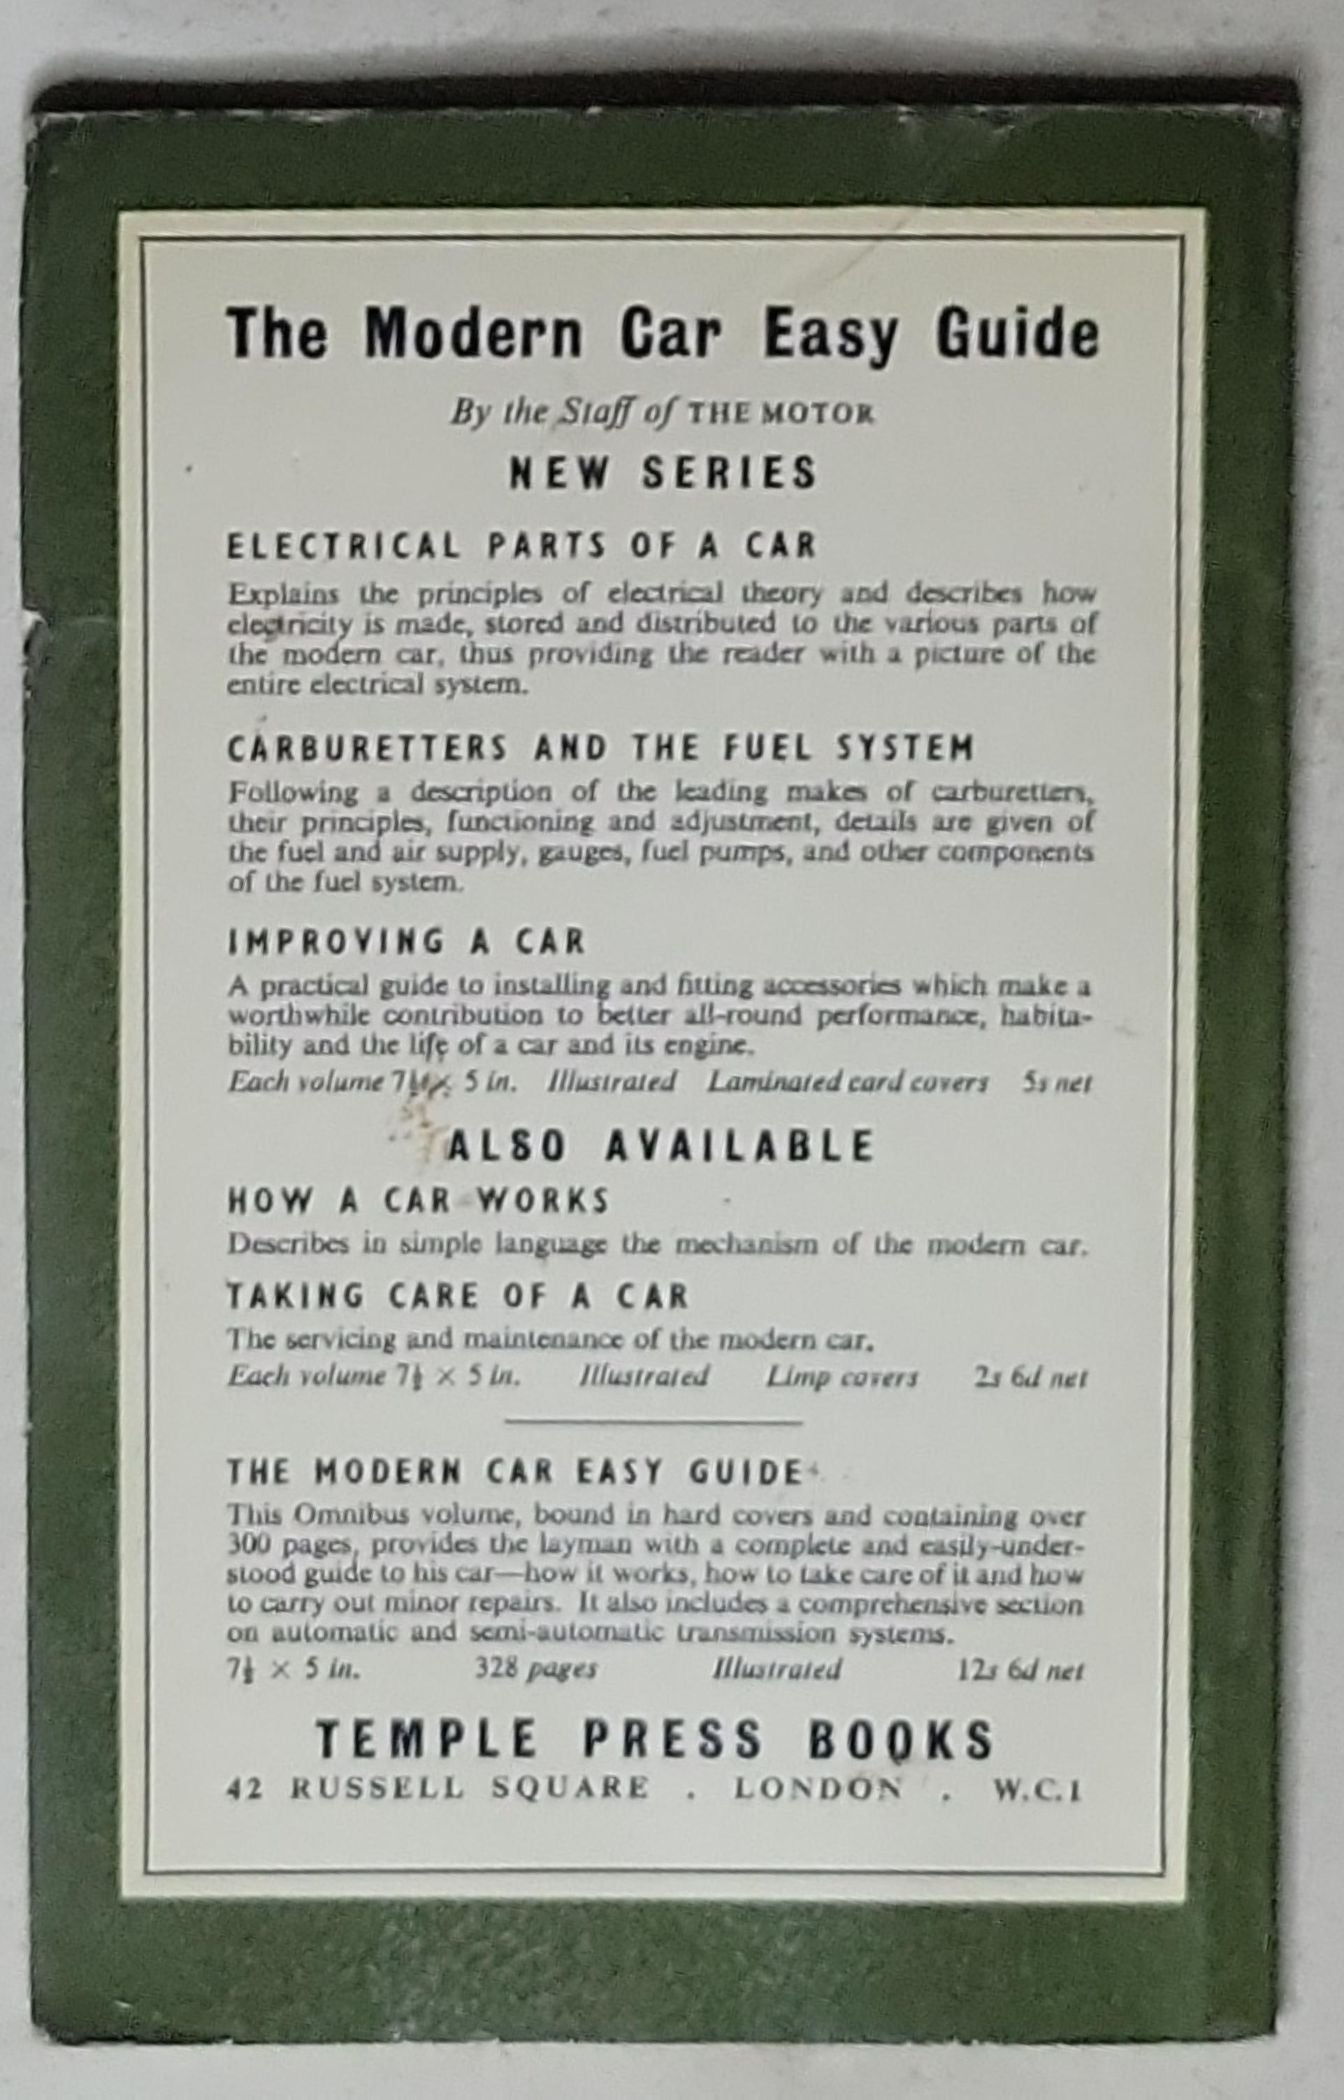 The Modern Car Easy Guide
By the Staff of THE MOTOR
NEW SERIES
ELECTRICAL PARTS OF A CAR
Explains the principles of electrical theory and describes how
electricity is made, stored and distributed to the various parts of
the modern car, thus providing the reader with a picture of the
entire electrical system.
CARBURETTERS AND THE FUEL SYSTEM
Following a description of the leading makes of carburetters,
their principles, functioning and adjustment, details are given of
the fuel and air supply, gauges, fuel pumps, and other components
of the fuel system.
IMPROVING A CAR
A practical guide to installing and fitting accessories which make a
worthwhile contribution to better all-round performance, habita-
bility and the life of a car and its engine.
Each volume × 5 in. Illustrated Laminated card covers 5s net
ALSO AVAILABLE
HOW A CAR WORKS
Describes in simple language the mechanism of the modern car.
TAKING CARE OF A CAR
The servicing and maintenance of the modern car.
Each volume 7½ × 5 in. Illustrated Limp covers 2s 6d net
THE MODERN CAR EASY GUIDE
This Omnibus volume, bound in hard covers and containing over
300 pages, provides the layman with a complete and easily-under-
stood guide to his car—how it works, how to take care of it and how
to carry out minor repairs. It also includes a comprehensive section
on automatic and semi-automatic transmission systems.
7½ × 5 in. 328 pages Illustrated 12s 6d net
TEMPLE PRESS BOOKS
42 RUSSELL SQUARE . LONDON . W.C.1